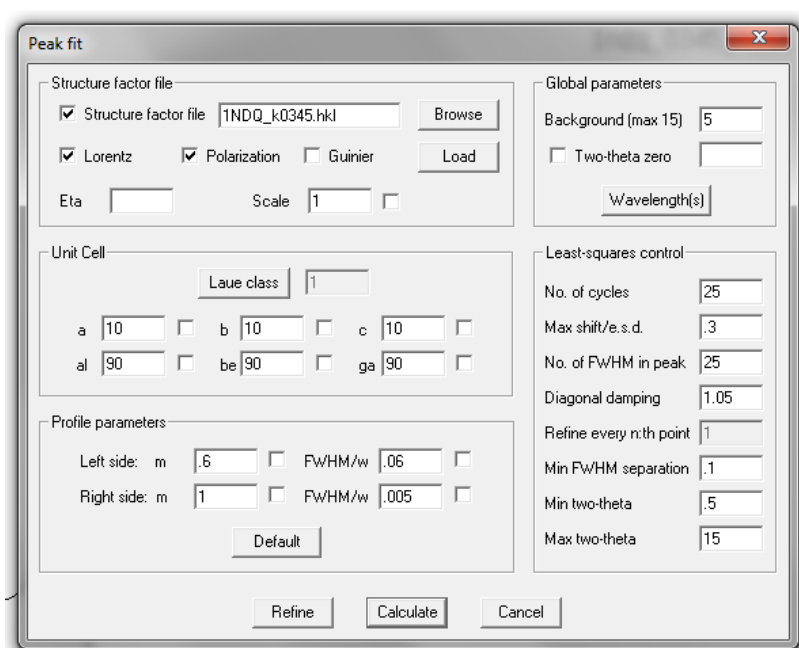 Peak fit
Structure factor file
Structure factor file 1NDQ_k0345.hkl Browse
Lorentz Polarization Guinier Load
Eta Scale 1
Global parameters
Background (max 15) 5
Two-theta zero
Wavelength(s)
Unit Cell
Laue class 1
a 10 b 10 c 10
al 90 be 90 ga 90
Least-squares control
No. of cycles 25
Max shift/e.s.d. .3
No. of FWHM in peak 25
Diagonal damping 1.05
Refine every n:th point 1
Min FWHM separation .1
Min two-theta .5
Max two-theta 15
Profile parameters
Left side: m .6 FWHM/w .06
Right side: m 1 FWHM/w .005
Default
Refine Calculate Cancel